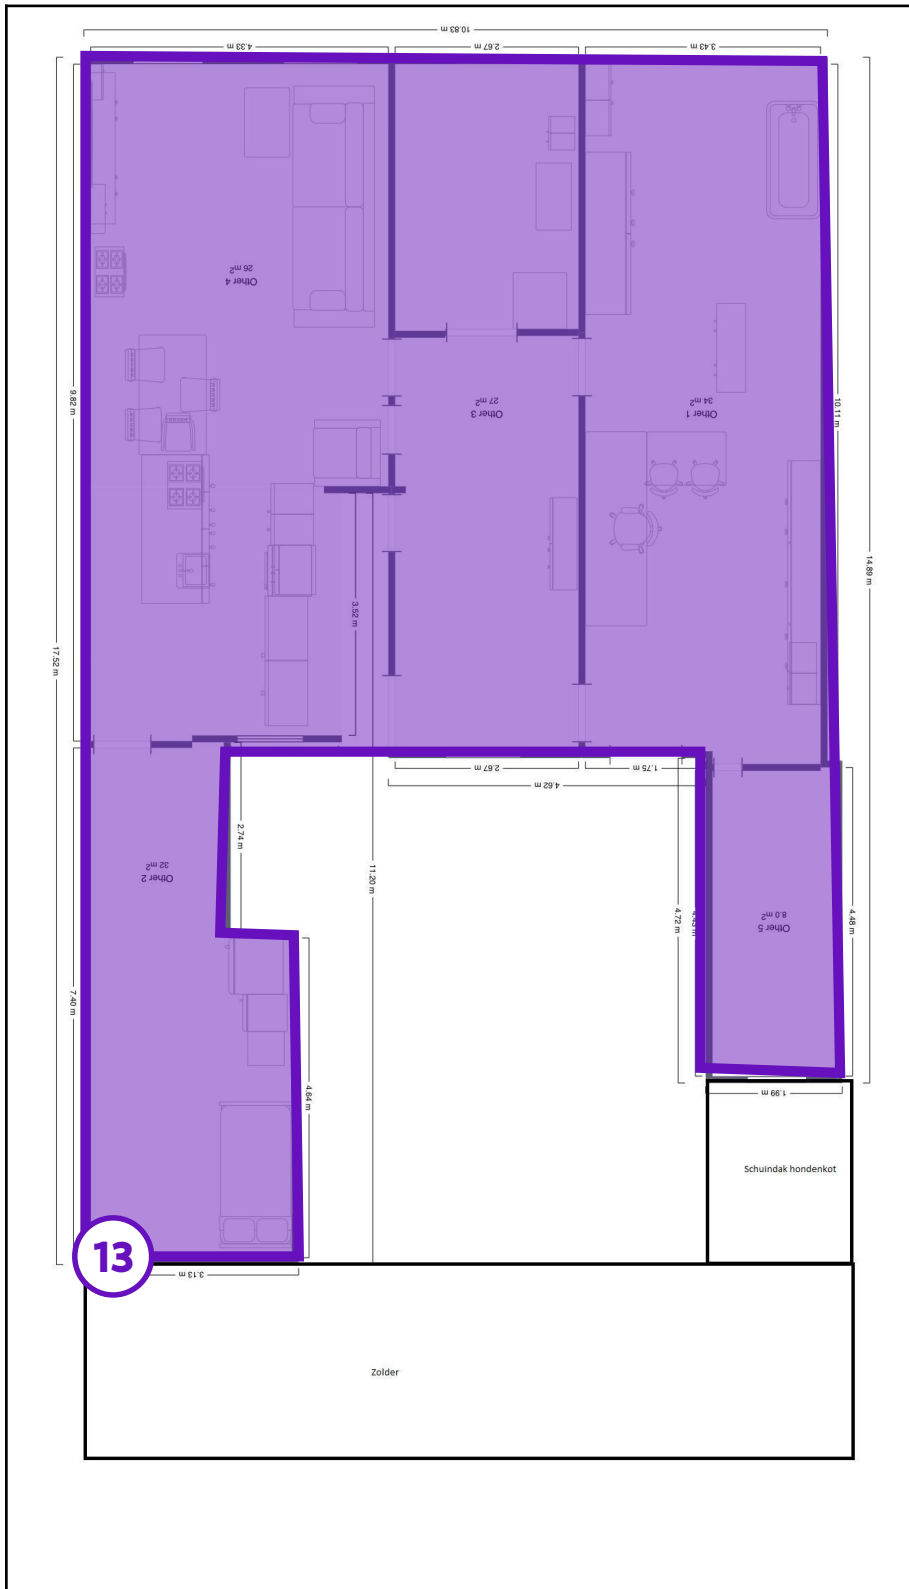 10.83 m
4.33 m
2.67 m
3.43 m
26 m²
Other 4
9.82 m
27 m²
Other 3
34 m²
Other 1
10.11 m
14.89 m
17.52 m
3.52 m
2.67 m
1.75 m
4.62 m
2.74 m
11.20 m
32 m²
Other 2
4.72 m
4.43 m
8.0 m²
Other 5
4.48 m
7.40 m
4.64 m
1.99 m
Schuindak hondenkot
13
3.13 m
Zolder